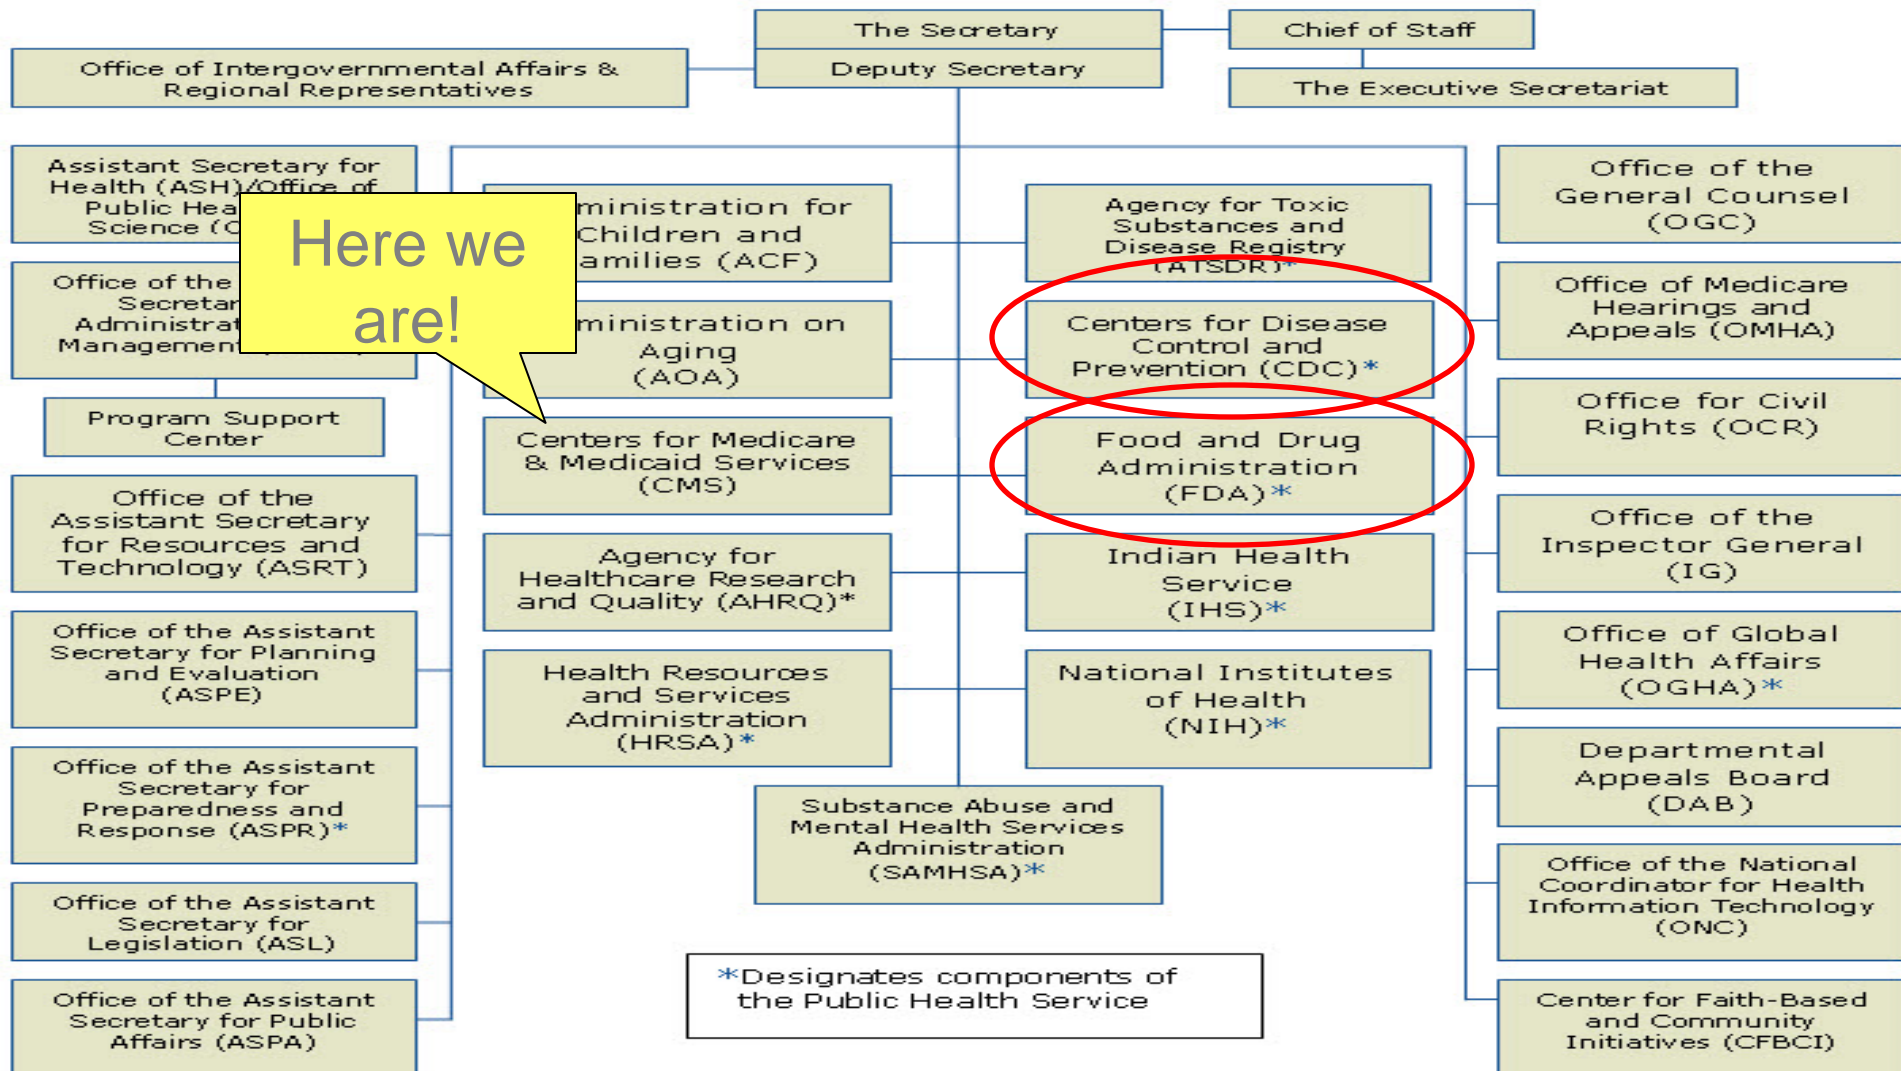 The Secretary
Deputy Secretary
Chief of Staff
The Executive Secretariat
Office of Intergovernmental Affairs &
Regional Representatives
Assistant Secretary for
Health (ASH)/Office of
Public Hea
Science (
Office of the
Secretar
Administrat
Management
Program Support
Center
Office of the
Assistant Secretary
for Resources and
Technology (ASRT)
Office of the Assistant
Secretary for Planning
and Evaluation
(ASPE)
Office of the Assistant
Secretary for
Preparedness and
Response (ASPR)*
Office of the Assistant
Secretary for
Legislation (ASL)
Office of the Assistant
Secretary for Public
Affairs (ASPA)
Here we
are!
ministration for
Children and
amilies (ACF)
ministration on
Aging
(AOA)
Centers for Medicare
& Medicaid Services
(CMS)
Agency for
Healthcare Research
and Quality (AHRQ)*
Health Resources
and Services
Administration
(HRSA)*
Agency for Toxic
Substances and
Disease Registry
(ATSDR)*
Centers for Disease
Control and
Prevention (CDC)*
Food and Drug
Administration
(FDA)*
Indian Health
Service
(IHS)*
National Institutes
of Health
(NIH)*
Substance Abuse and
Mental Health Services
Administration
(SAMHSA)*
*Designates components of
the Public Health Service
Office of the
General Counsel
(OGC)
Office of Medicare
Hearings and
Appeals (OMHA)
Office for Civil
Rights (OCR)
Office of the
Inspector General
(IG)
Office of Global
Health Affairs
(OGHA)*
Departmental
Appeals Board
(DAB)
Office of the National
Coordinator for Health
Information Technology
(ONC)
Center for Faith-Based
and Community
Initiatives (CFBCI)